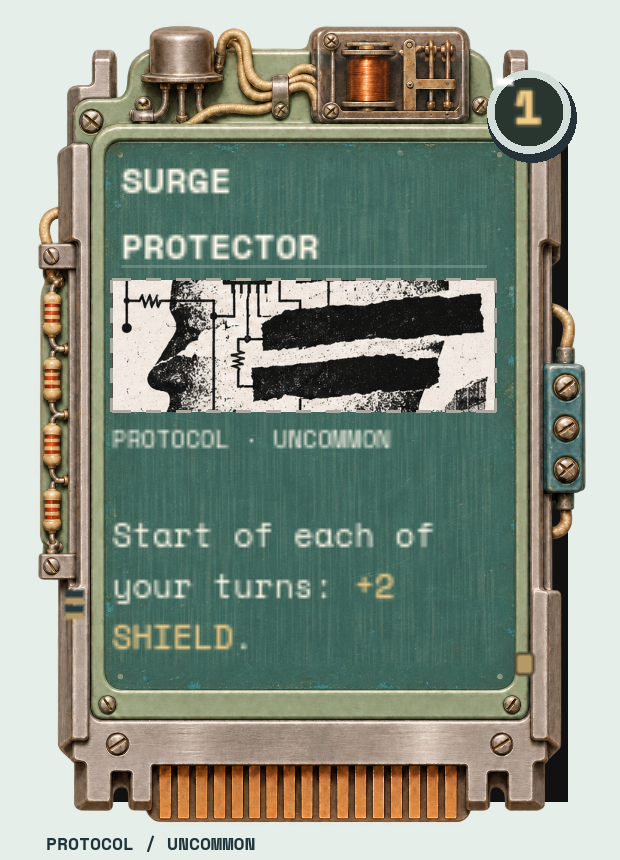 1
SURGE
PROTECTOR
PROTOCOL · UNCOMMON
Start of each of
your turns: +2
SHIELD.
PROTOCOL / UNCOMMON